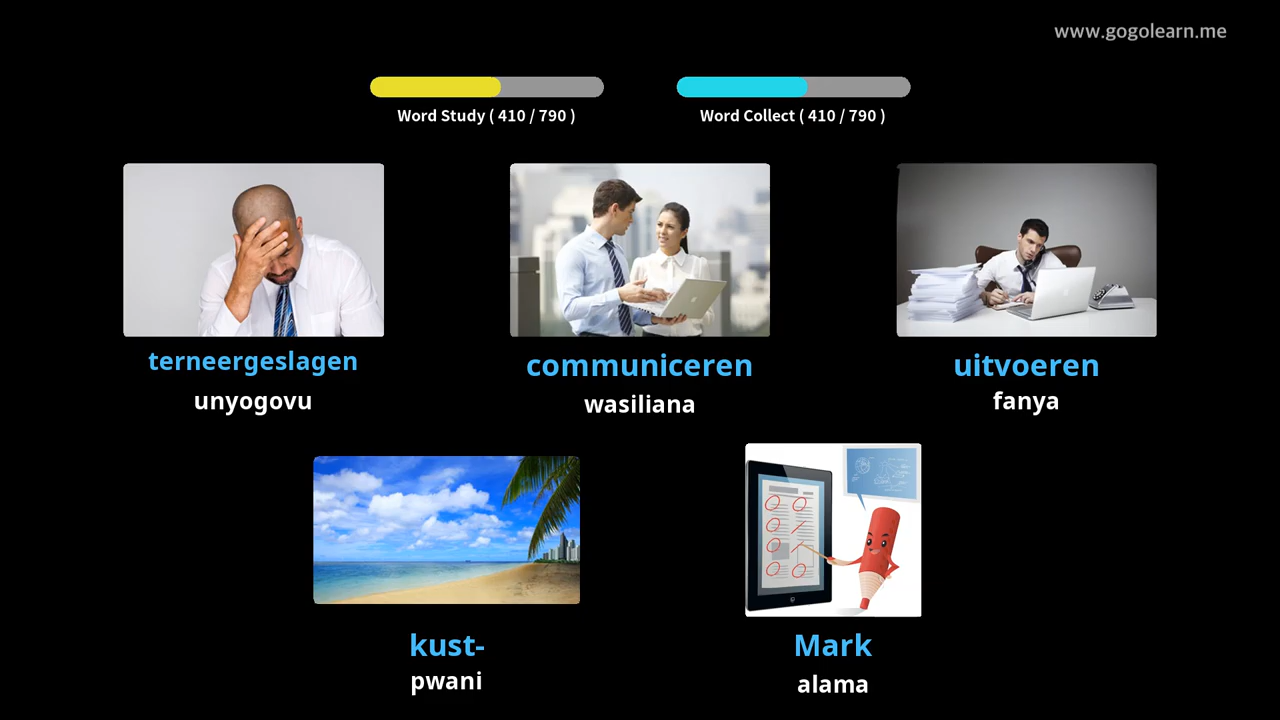 www.gogolearn.me
Word Study ( 410 / 790 )
Word Collect ( 410 / 790 )
terneergeslagen
unyogovu
communiceren
wasiliana
uitvoeren
fanya
kust-
pwani
Mark
alama